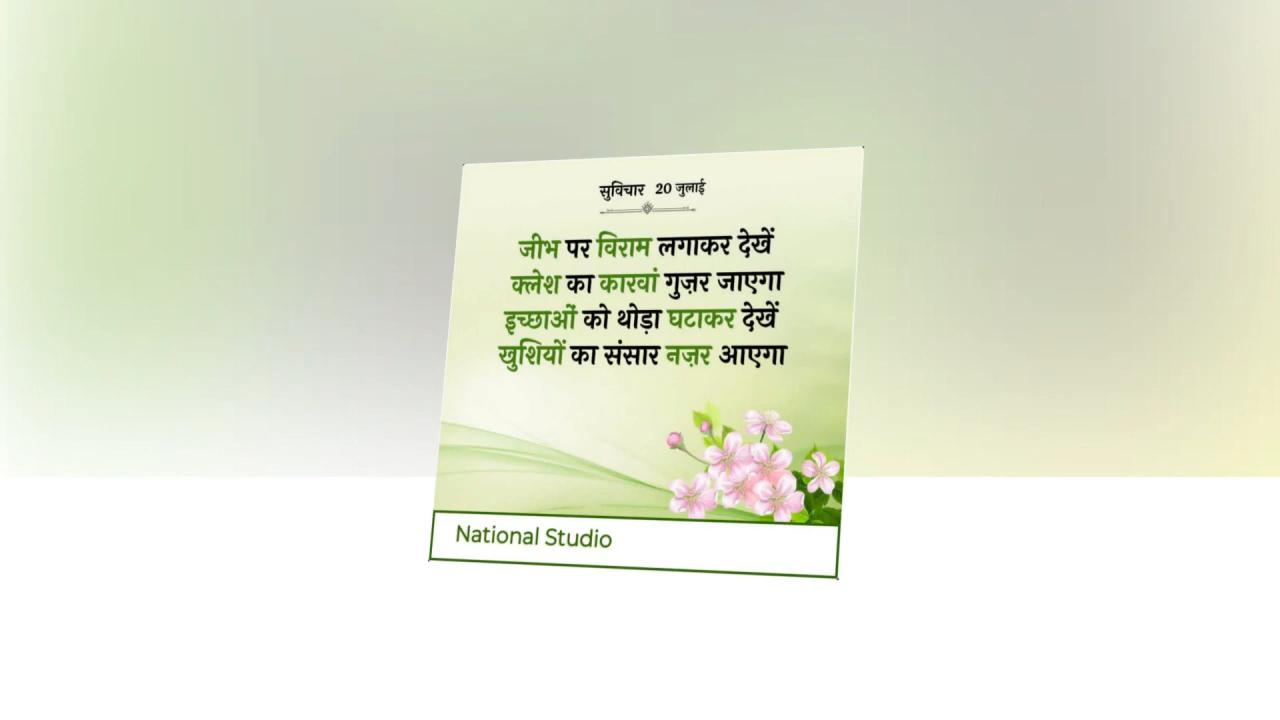 सुविचार 20 जुलाई
जीभ पर विराम लगाकर देखें
क्लेश का कारवां गुज़र जाएगा
इच्छाओं को थोड़ा घटाकर देखें
खुशियों का संसार नज़र आएगा
National Studio